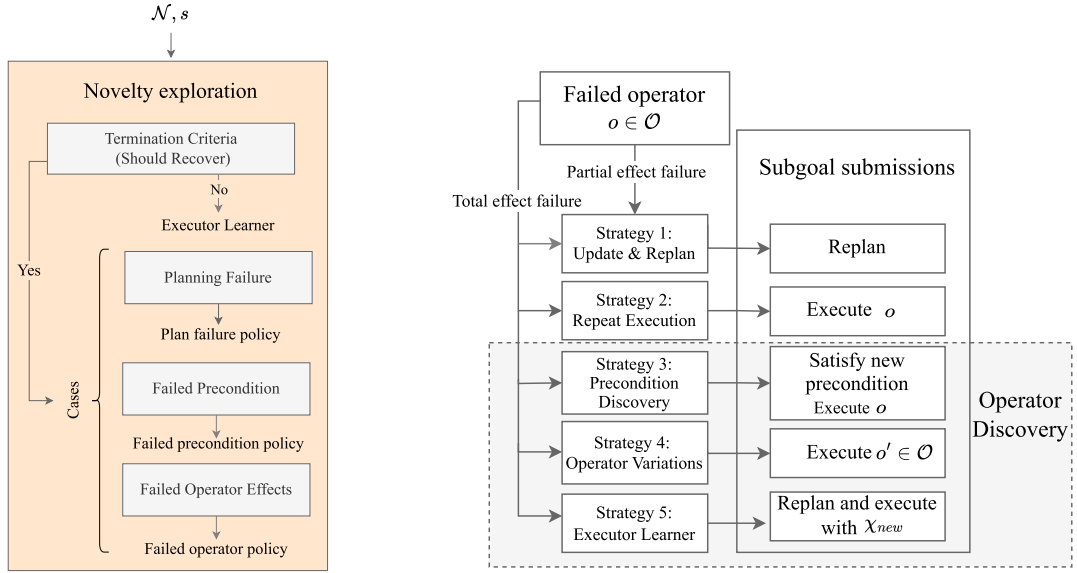 𝒩, s
Novelty exploration
Termination Criteria
(Should Recover)
No
Executor Learner
Yes
Cases
Planning Failure
Plan failure policy
Failed Precondition
Failed precondition policy
Failed Operator Effects
Failed operator policy
Failed operator
o ∈ 𝒪
Partial effect failure
Total effect failure
Subgoal submissions
Strategy 1:
Update & Replan
Replan
Strategy 2:
Repeat Execution
Execute o
Strategy 3:
Precondition
Discovery
Satisfy new
precondition
Execute o
Operator
Discovery
Strategy 4:
Operator Variations
Execute o′ ∈ 𝒪
Strategy 5:
Executor Learner
Replan and execute
with χnew